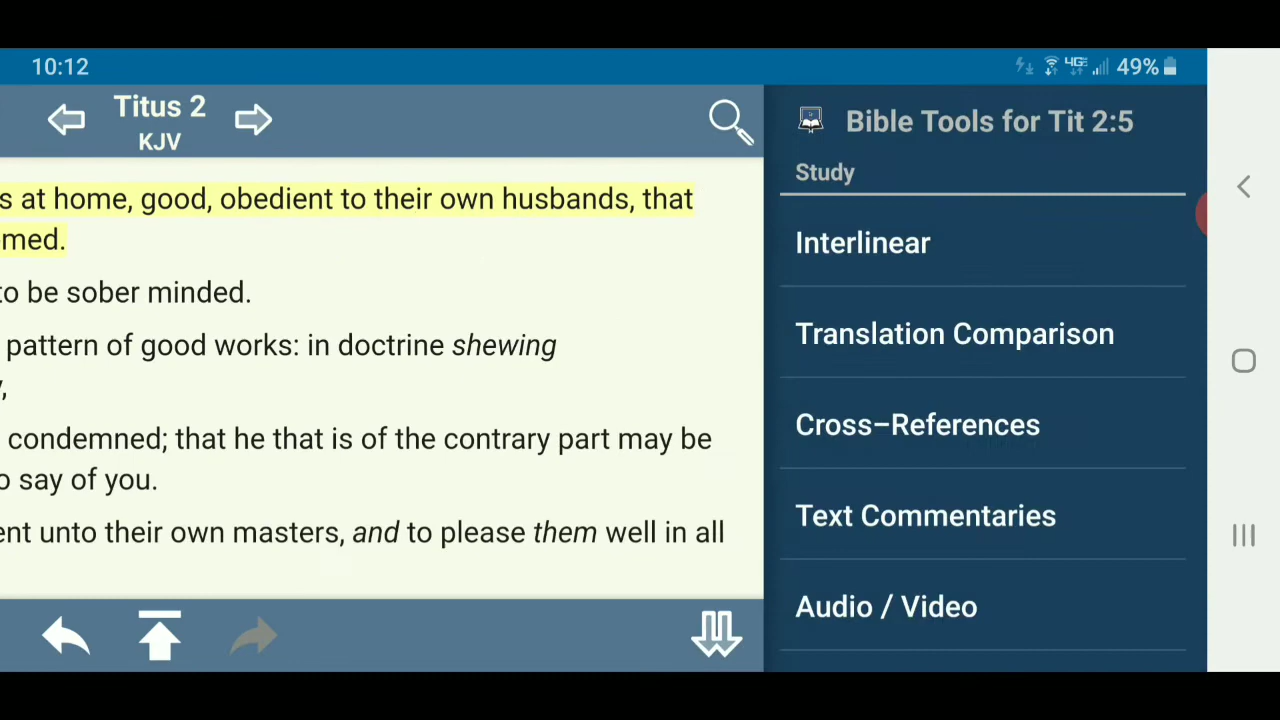 10:12
4GE
49%
Titus 2
KJV
s at home, good, obedient to their own husbands, that
med.
to be sober minded.
pattern of good works: in doctrine shewing
,
condemned; that he that is of the contrary part may be
o say of you.
ent unto their own masters, and to please them well in all
Bible Tools for Tit 2:5
Study
Interlinear
Translation Comparison
Cross–References
Text Commentaries
Audio / Video